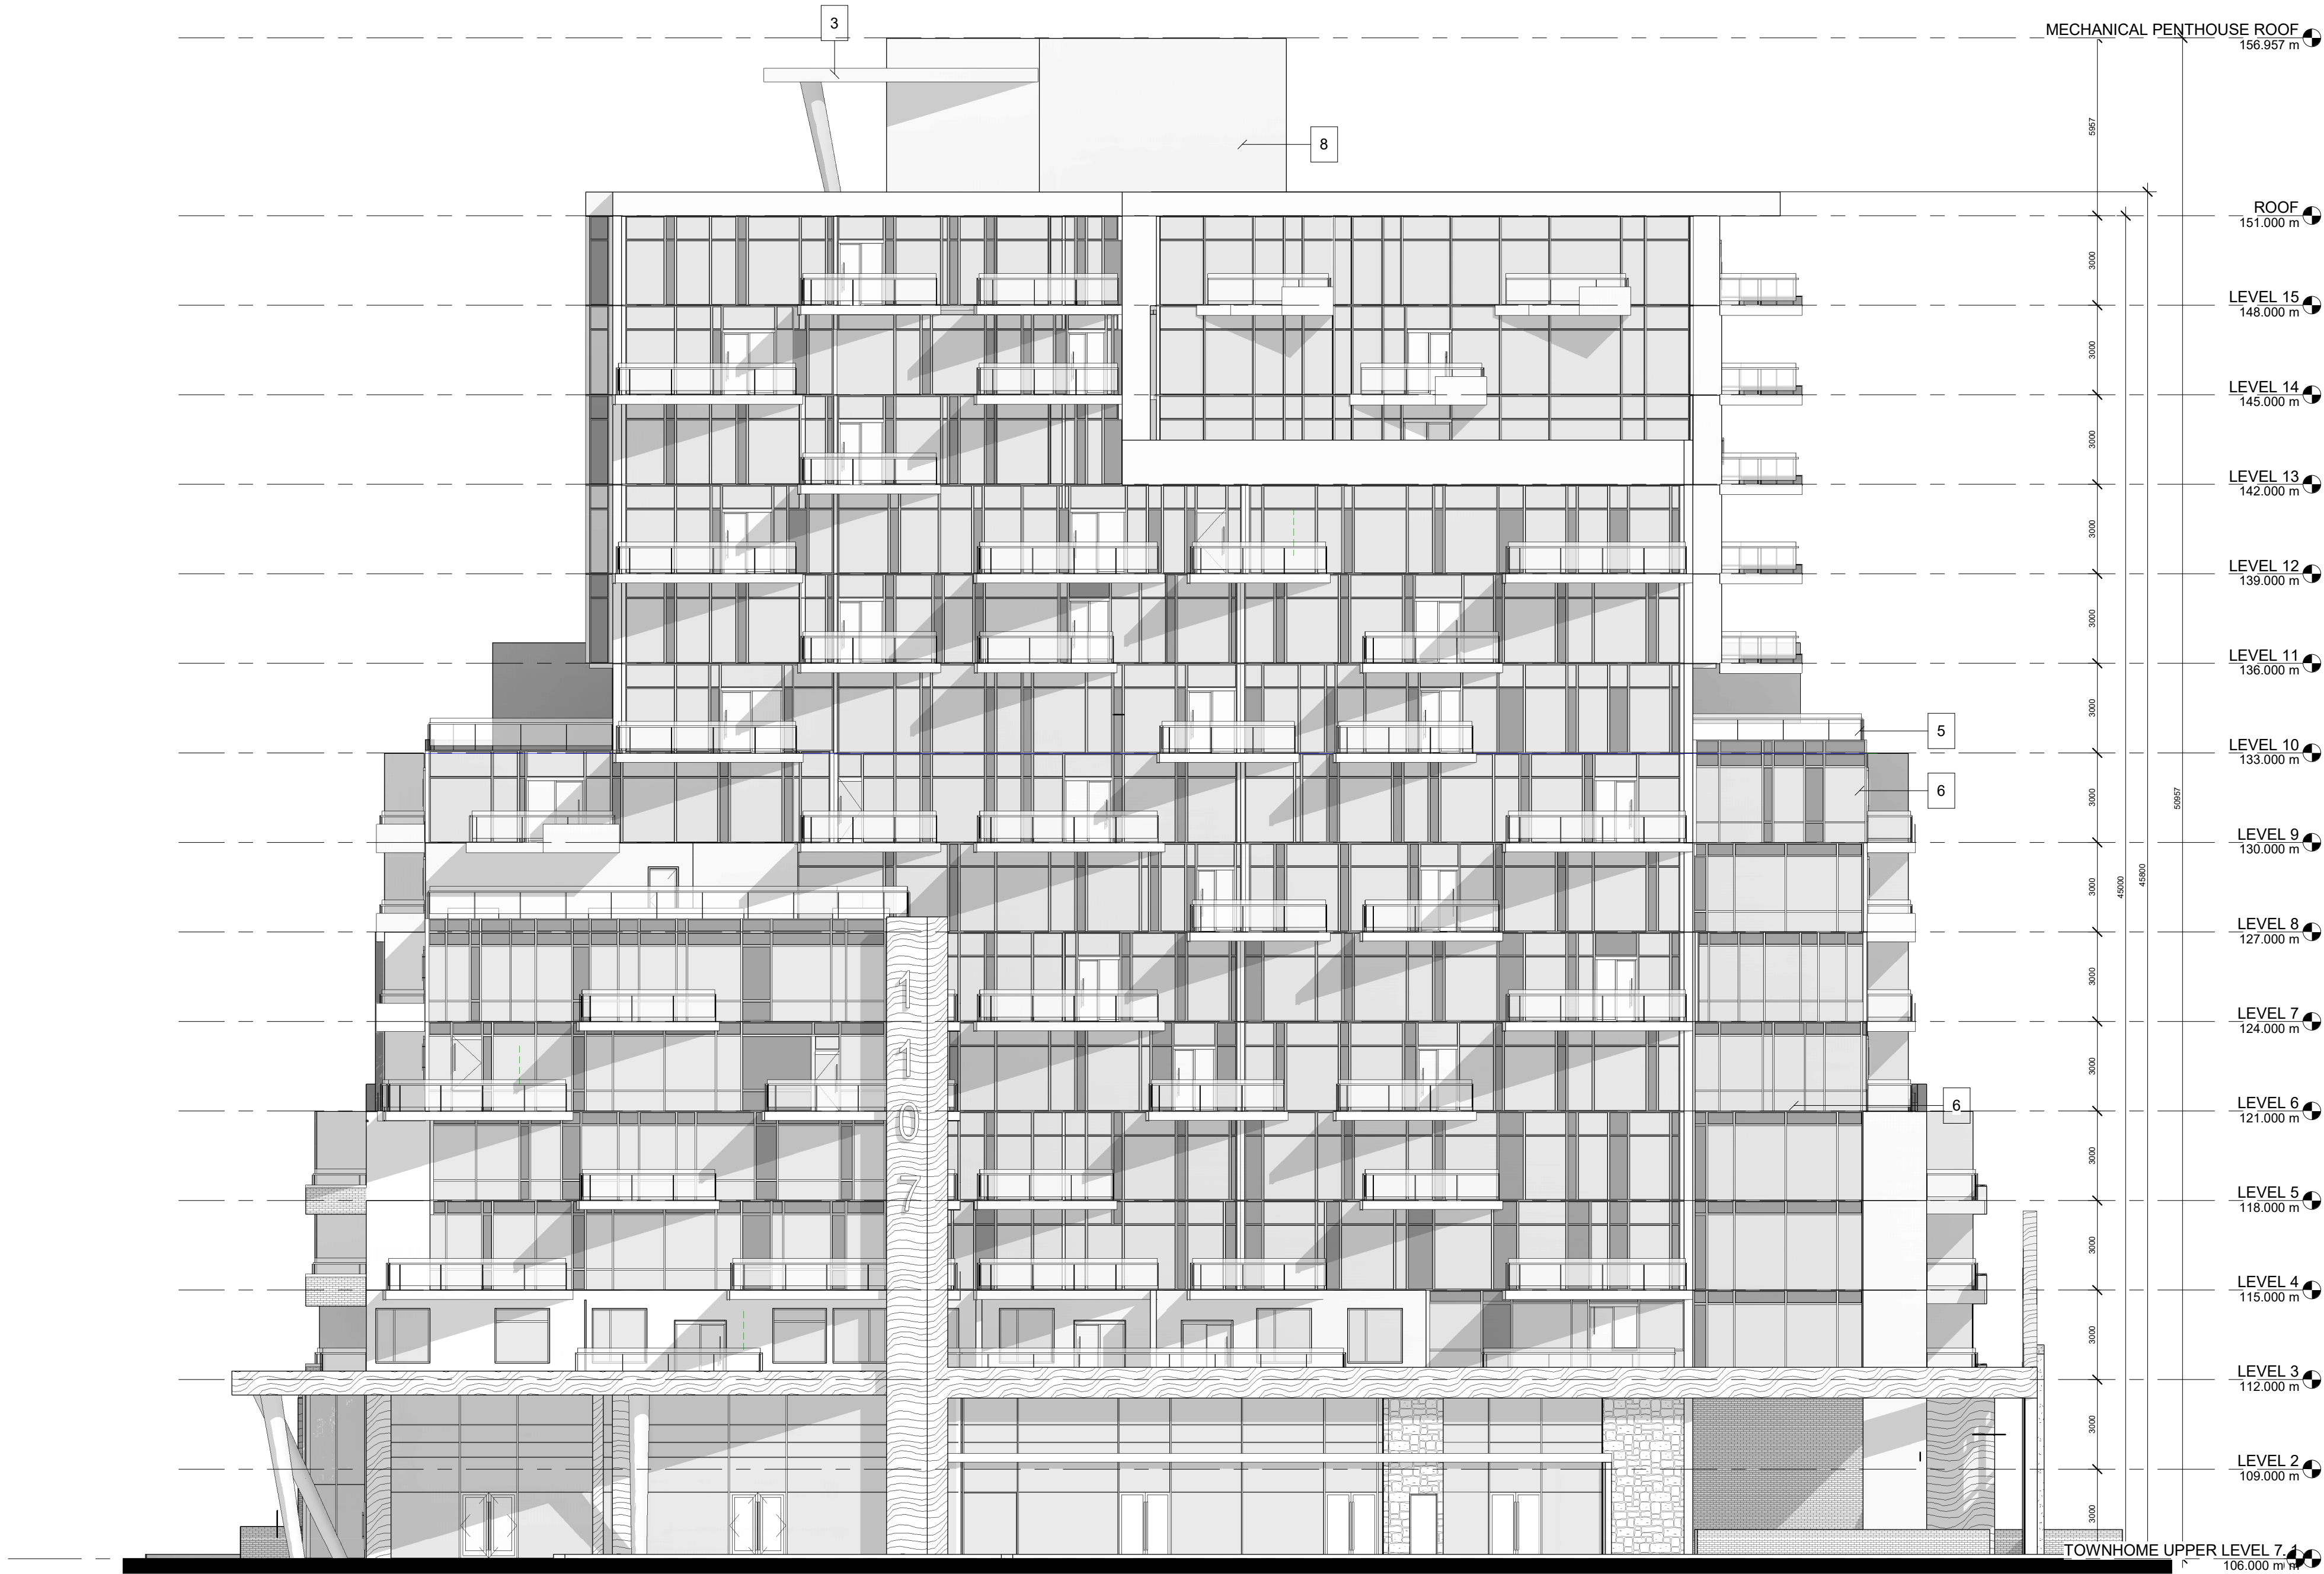 3
MECHANICAL PENTHOUSE ROOF
156.957 m
5957
8
ROOF
151.000 m
3000
LEVEL 15
148.000 m
3000
LEVEL 14
145.000 m
3000
LEVEL 13
142.000 m
3000
LEVEL 12
139.000 m
3000
LEVEL 11
136.000 m
3000
5
LEVEL 10
133.000 m
6
3000
50957
LEVEL 9
130.000 m
3000
45000
45800
LEVEL 8
127.000 m
3000
1
LEVEL 7
124.000 m
3000
1
LEVEL 6
121.000 m
6
0
3000
7
LEVEL 5
118.000 m
3000
LEVEL 4
115.000 m
3000
LEVEL 3
112.000 m
3000
LEVEL 2
109.000 m
3000
TOWNHOME UPPER LEVEL 7.1
106.000 m